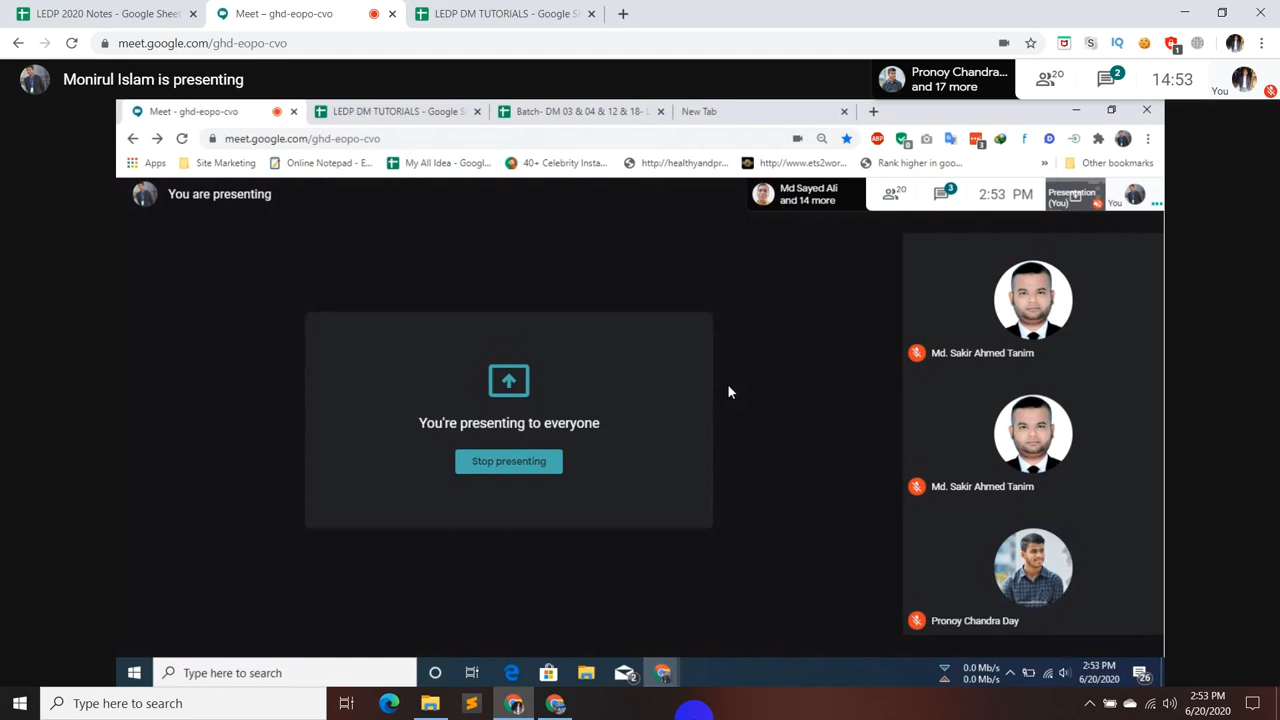 LEDP 2020 Notes - Google Sheet
Meet – ghd-eopo-cvo
LEDP DM TUTORIALS - Google Sh
meet.google.com/ghd-eopo-cvo
1
Monirul Islam is presenting
Pronoy Chandra...
and 17 more
20
2
14:53
You
Meet - ghd-eopo-cvo
LEDP DM TUTORIALS - Google Sh
Batch- DM 03 & 04 & 12 & 18-
New Tab
meet.google.com/ghd-eopo-cvo
ABP
0
3
Apps
Site Marketing
Online Notepad - E...
My All Idea - Googl...
40+ Celebrity Insta...
http://healthyandpr...
http://www.ets2wor...
Rank higher in goo...
»
Other bookmarks
You are presenting
Md Sayed Ali
and 14 more
20
3
2:53 PM
Presentation
(You)
You
Md. Sakir Ahmed Tanim
You're presenting to everyone
Stop presenting
Md. Sakir Ahmed Tanim
Pronoy Chandra Day
Type here to search
2
0.0 Mb/s
0.0 Mb/s
2:53 PM
6/20/2020
26
Type here to search
2:53 PM
6/20/2020